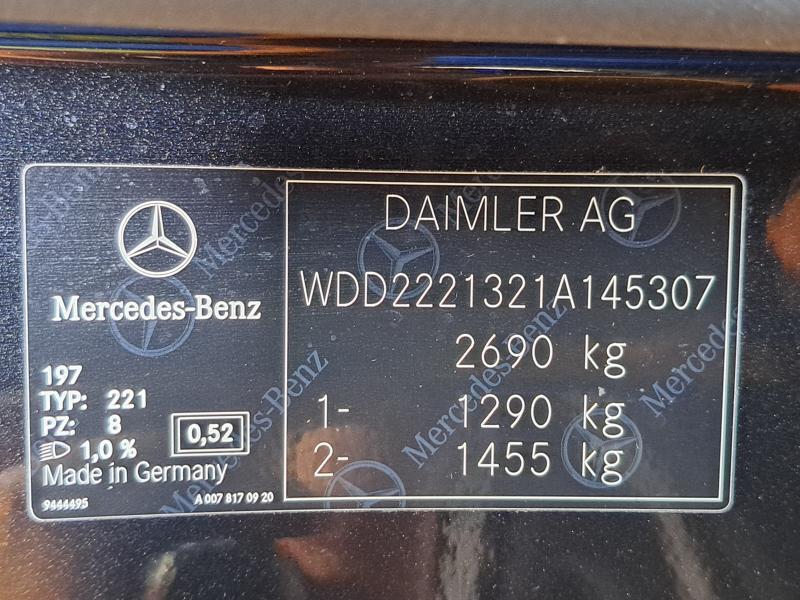 Mercedes-Benz
197
TYP: 221
PZ: 8
1,0 %
0,52
Made in Germany
9444495
A 007 817 09 20
DAIMLER AG
WDD2221321A145307
2690 kg
1- 1290 kg
2- 1455 kg